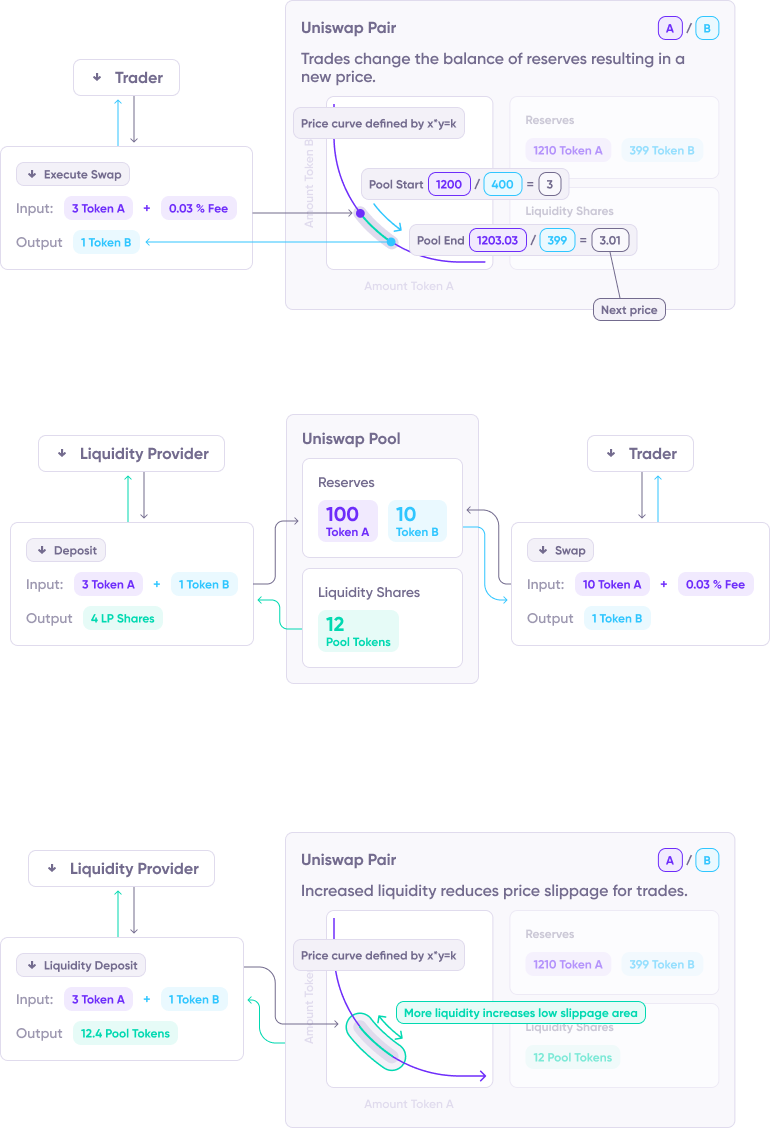 Uniswap Pair
A / B
Trades change the balance of reserves resulting in a
new price.
Trader
Execute Swap
Input: 3 Token A + 0.03 % Fee
Output 1 Token B
Price curve defined by x*y=k
Amount Token B
Pool Start 1200 / 400 = 3
Pool End 1203.03 / 399 = 3.01
Next price
Amount Token A
Reserves
1210 Token A 399 Token B
Liquidity Shares
Liquidity Provider
Deposit
Input: 3 Token A + 1 Token B
Output 4 LP Shares
Uniswap Pool
Reserves
100
Token A
10
Token B
Liquidity Shares
12
Pool Tokens
Trader
Swap
Input: 10 Token A + 0.03 % Fee
Output 1 Token B
Liquidity Provider
Liquidity Deposit
Input: 3 Token A + 1 Token B
Output 12.4 Pool Tokens
Uniswap Pair
A / B
Increased liquidity reduces price slippage for trades.
Price curve defined by x*y=k
Amount Token
More liquidity increases low slippage area
Amount Token A
Reserves
1210 Token A 399 Token B
Liquidity Shares
12 Pool Tokens